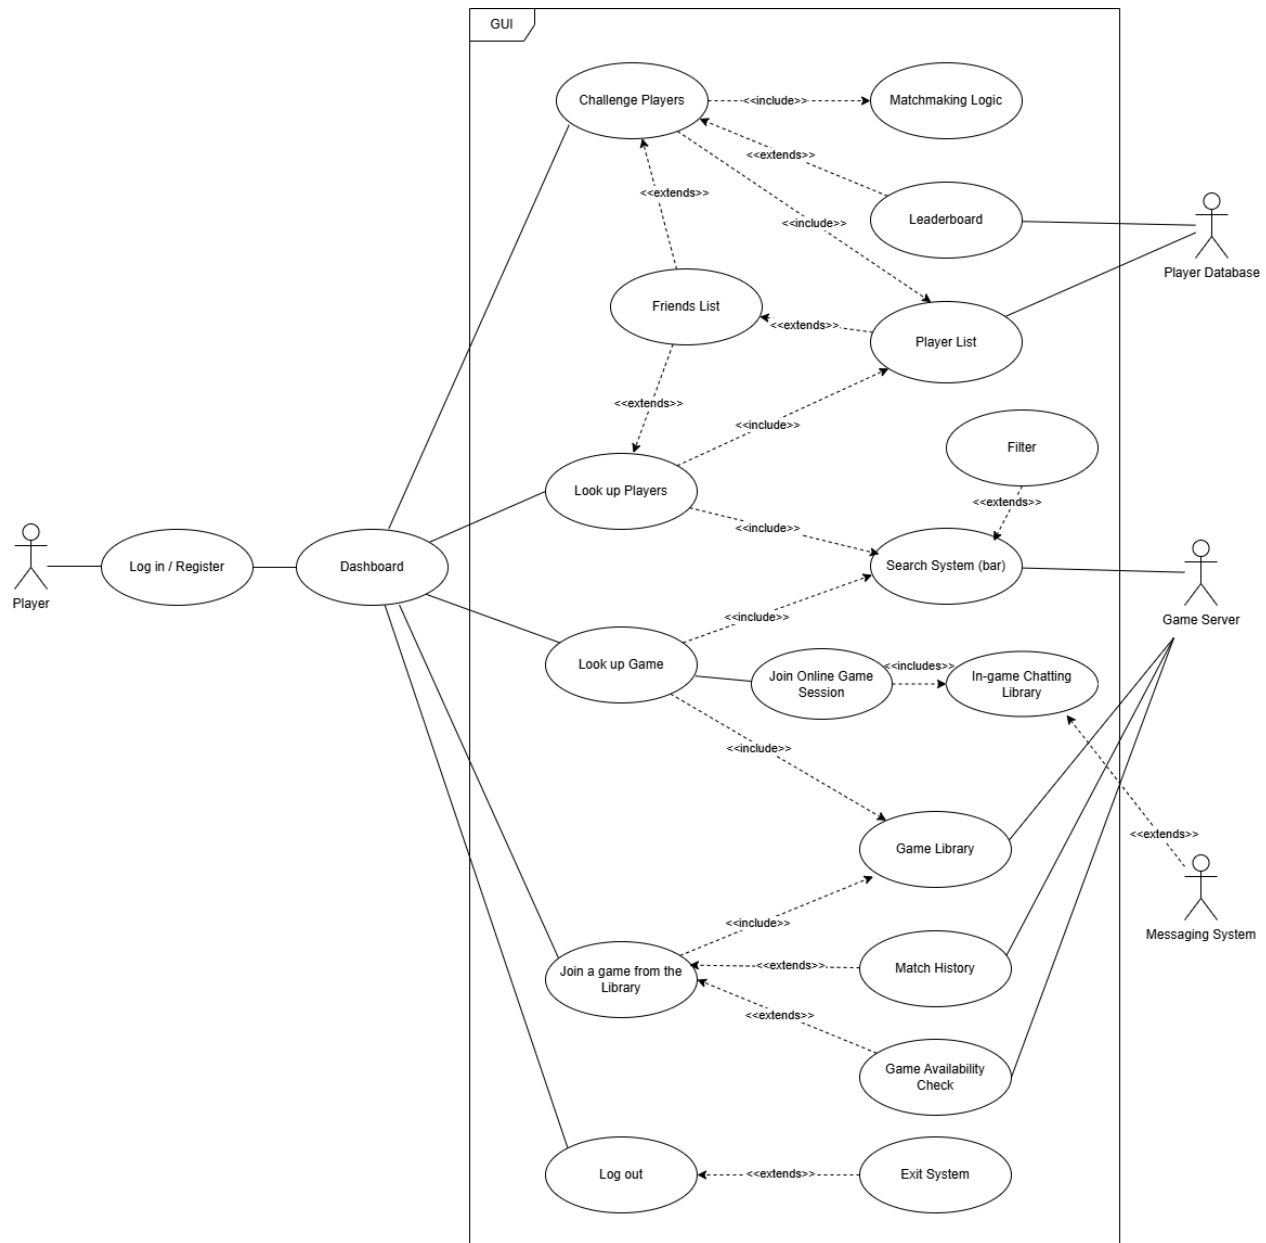 GUI
Challenge Players
<<include>>
Matchmaking Logic
<<extends>>
<<extends>>
Leaderboard
<<include>>
Player Database
Friends List
<<extends>>
Player List
<<extends>>
<<include>>
Filter
Look up Players
<<extends>>
<<include>>
Player
Log in / Register
Dashboard
Search System (bar)
Game Server
<<include>>
Look up Game
Join Online Game
Session
<<includes>>
In-game Chatting
Library
<<include>>
<<extends>>
Game Library
Messaging System
<<include>>
Join a game from the
Library
<<extends>>
Match History
<<extends>>
Game Availability
Check
Log out
<<extends>>
Exit System